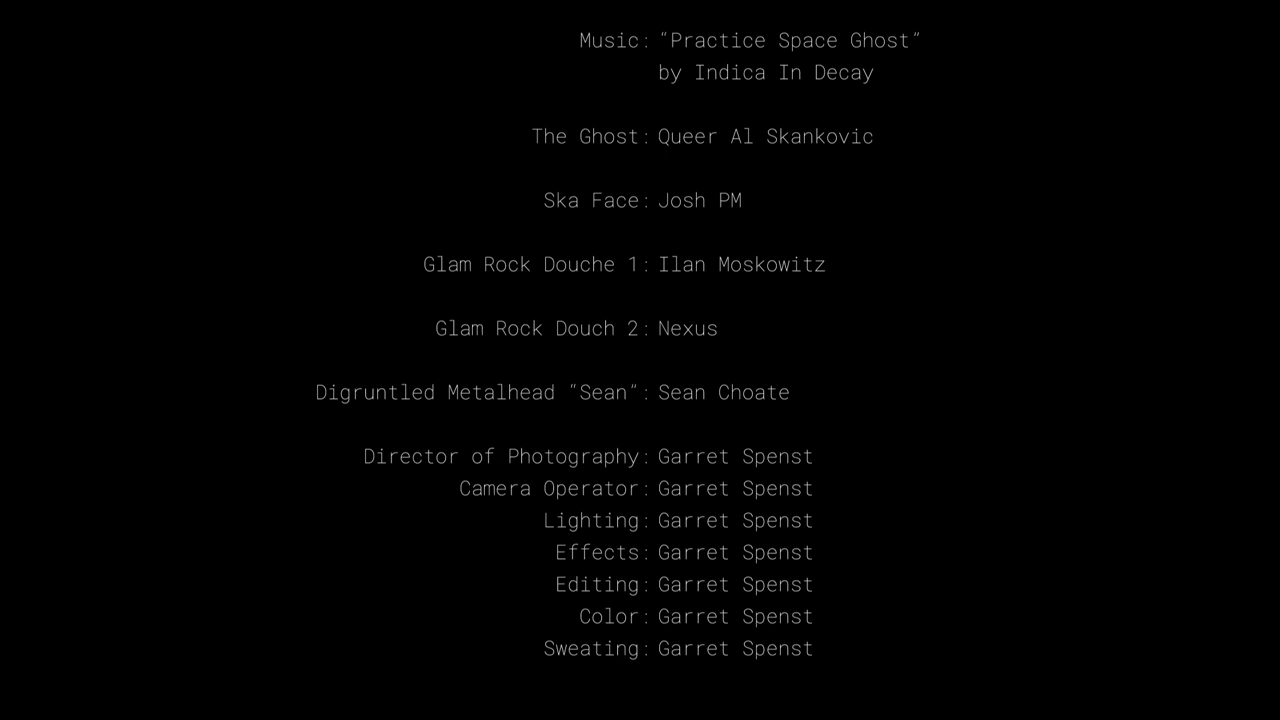 Music: “Practice Space Ghost”
by Indica In Decay
The Ghost: Queer Al Skankovic
Ska Face: Josh PM
Glam Rock Douche 1: Ilan Moskowitz
Glam Rock Douch 2: Nexus
Digruntled Metalhead “Sean”: Sean Choate
Director of Photography: Garret Spenst
Camera Operator: Garret Spenst
Lighting: Garret Spenst
Effects: Garret Spenst
Editing: Garret Spenst
Color: Garret Spenst
Sweating: Garret Spenst